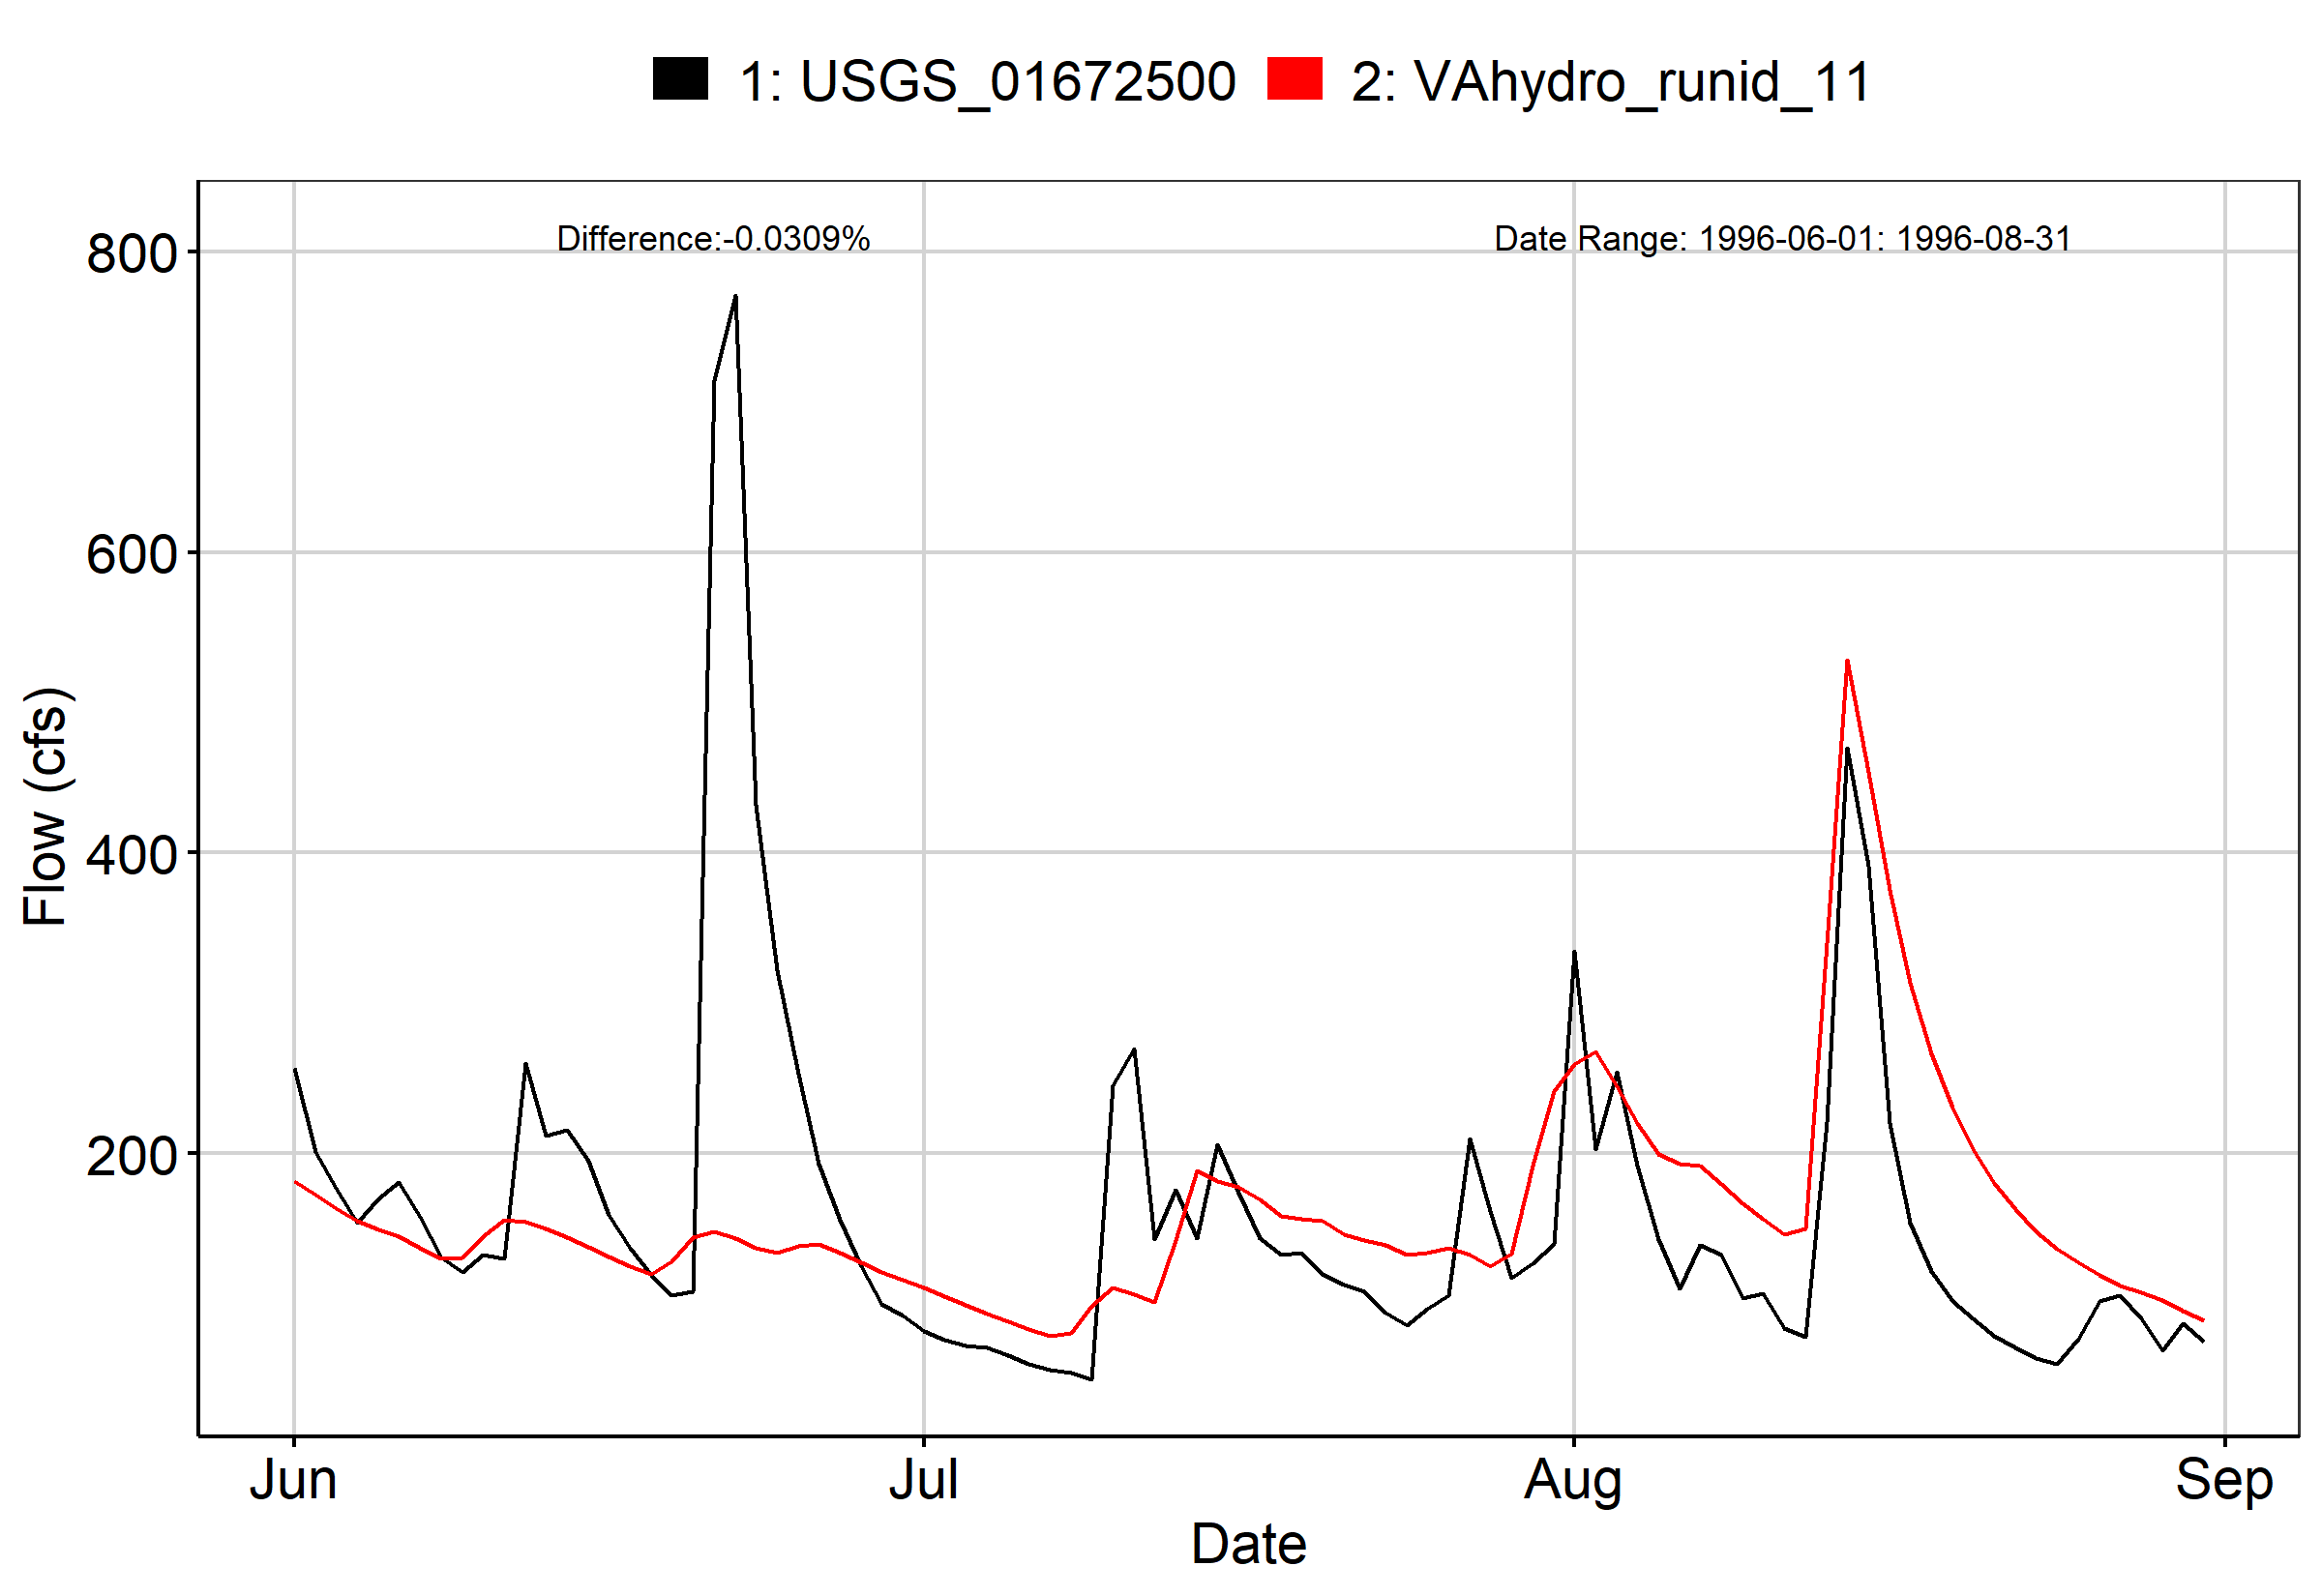 1: USGS_01672500 2: VAhydro_runid_11
Difference:-0.0309% Date Range: 1996-06-01: 1996-08-31
800
600
400
200
Flow (cfs)
Jun Jul Aug Sep
Date